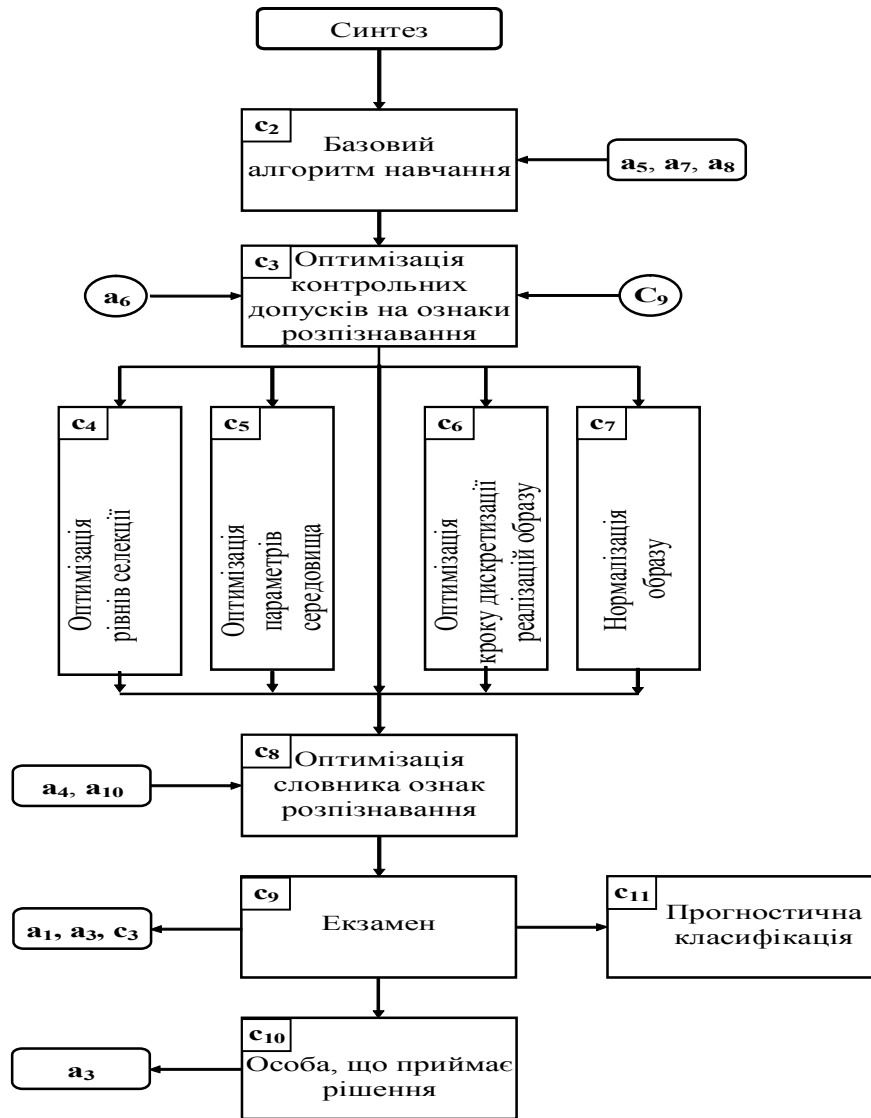 Синтез
c₂
Базовий
алгоритм навчання
a₅, a₇, a₈
c₃
Оптимізація
контрольних
допусків на ознаки
розпізнавання
a₆
C₉
c₄
Оптимізація
рівнів селекції
c₅
Оптимізація
параметрів
середовища
c₆
Оптимізація
кроку дискретизації
реалізацій образу
c₇
Нормалізація
образу
c₈
Оптимізація
словника ознак
розпізнавання
a₄, a₁₀
c₉
Екзамен
a₁, a₃, c₃
c₁₁
Прогностична
класифікація
c₁₀
Особа, що приймає
рішення
a₃